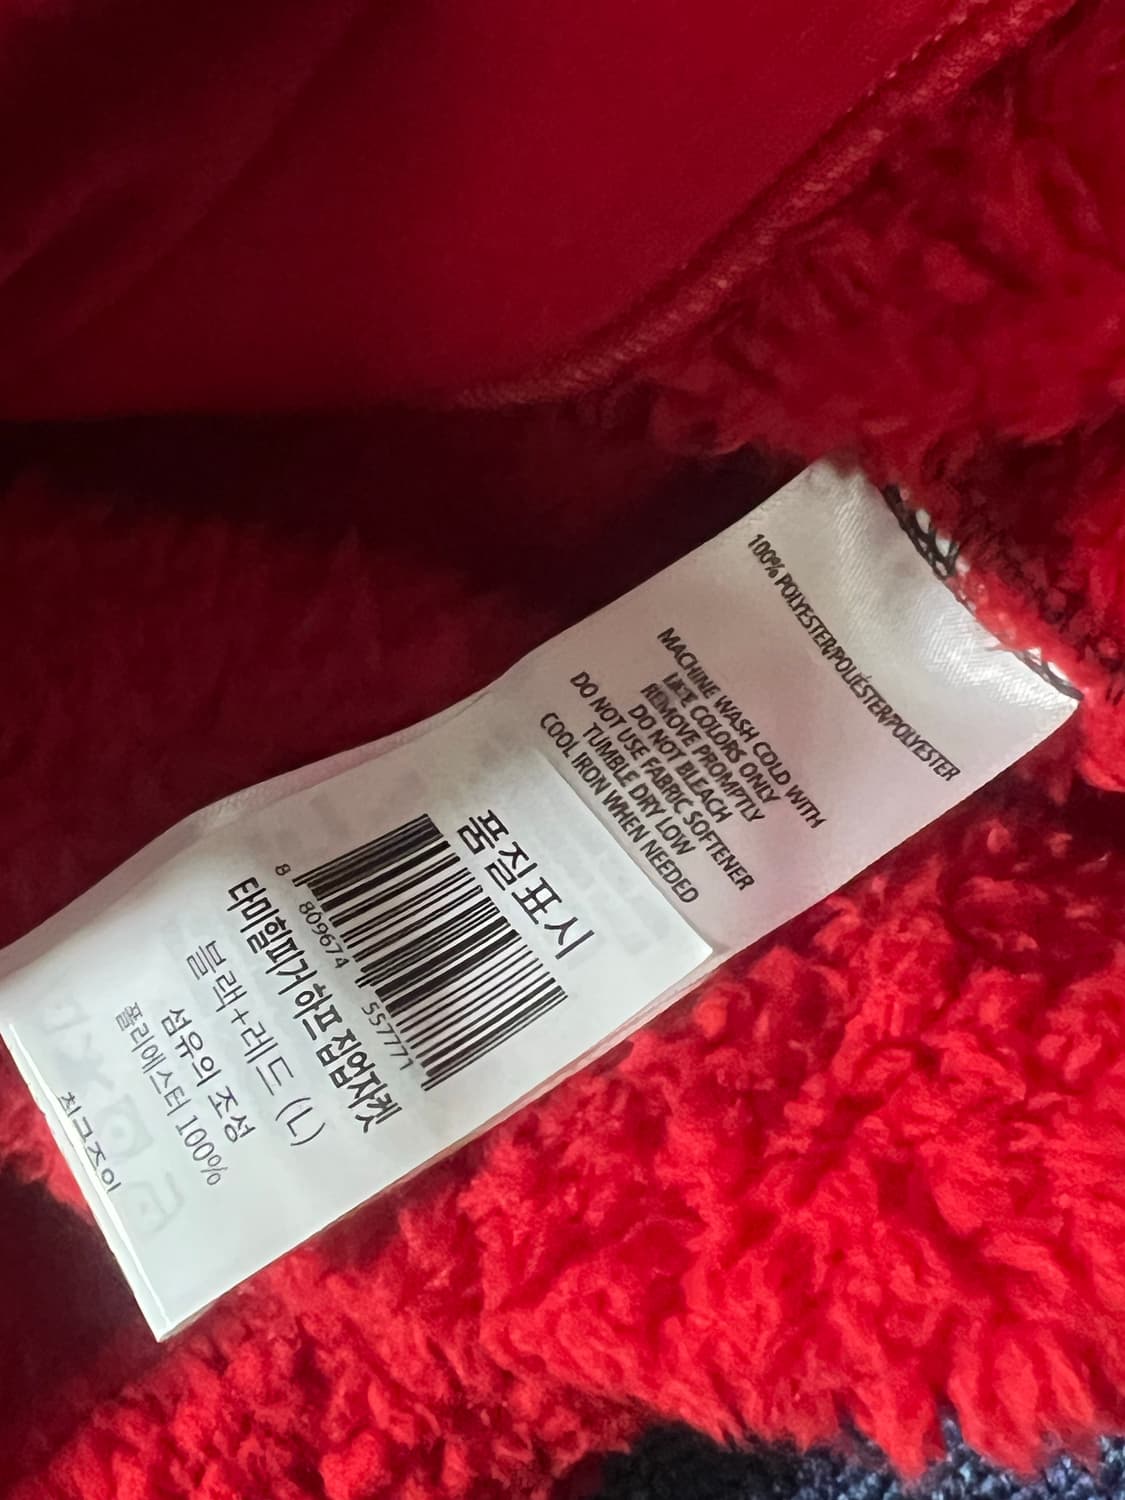 100% POLYESTER/POLIÉSTER/POLYESTER
MACHINE WASH COLD WITH
LIKE COLORS ONLY
REMOVE PROMPTLY
DO NOT BLEACH
DO NOT USE FABRIC SOFTENER
TUMBLE DRY LOW
COOL IRON WHEN NEEDED
품질표시
8 809674 557771
타미힐피거 하프 집업자켓
블랙+레드 (L)
섬유의 조성
폴리에스터 100%